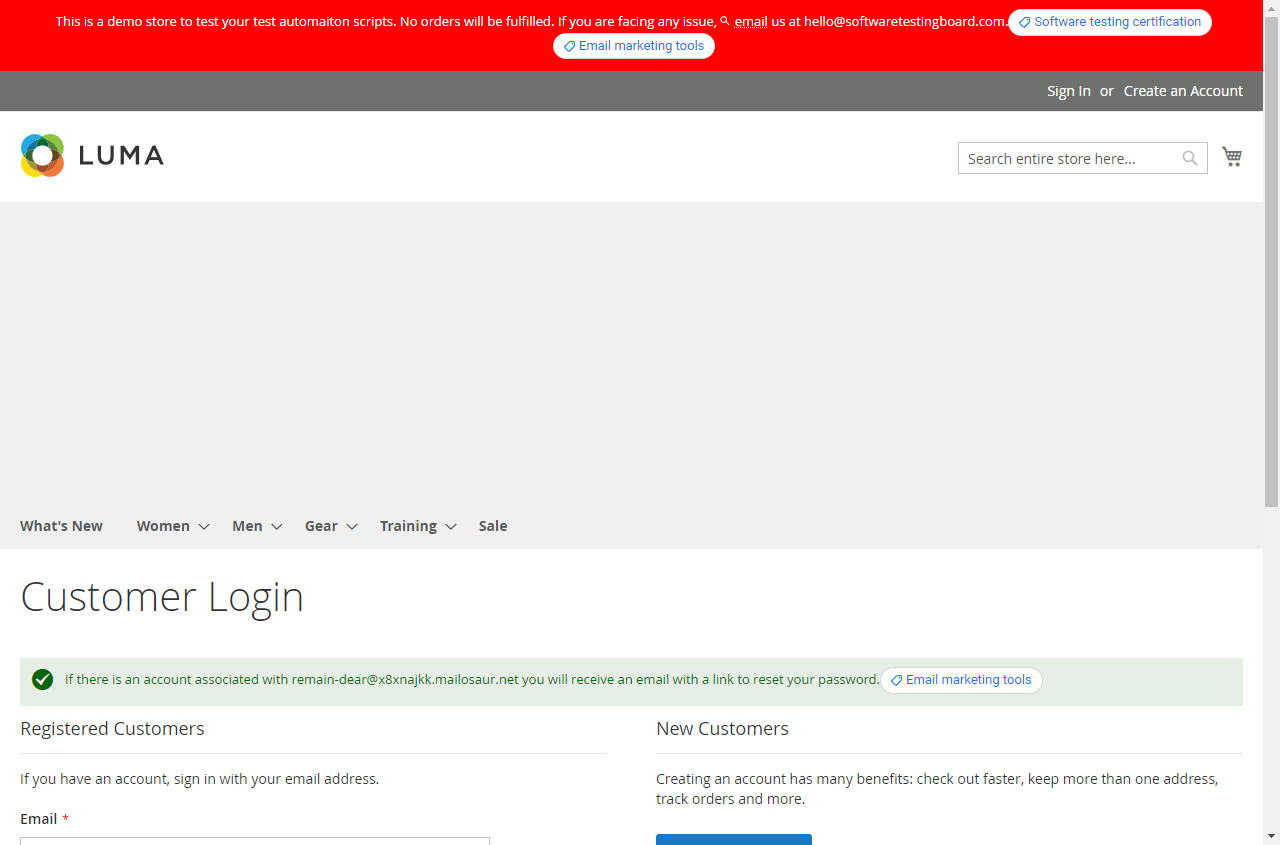 This is a demo store to test your test automaiton scripts. No orders will be fulfilled. If you are facing any issue, email us at hello@softwaretestingboard.com. Software testing certification
Email marketing tools
Sign In or Create an Account
LUMA
Search entire store here...
What's New Women Men Gear Training Sale
Customer Login
If there is an account associated with remain-dear@x8xnajkk.mailosaur.net you will receive an email with a link to reset your password. Email marketing tools
Registered Customers
If you have an account, sign in with your email address.
Email *
New Customers
Creating an account has many benefits: check out faster, keep more than one address,
track orders and more.